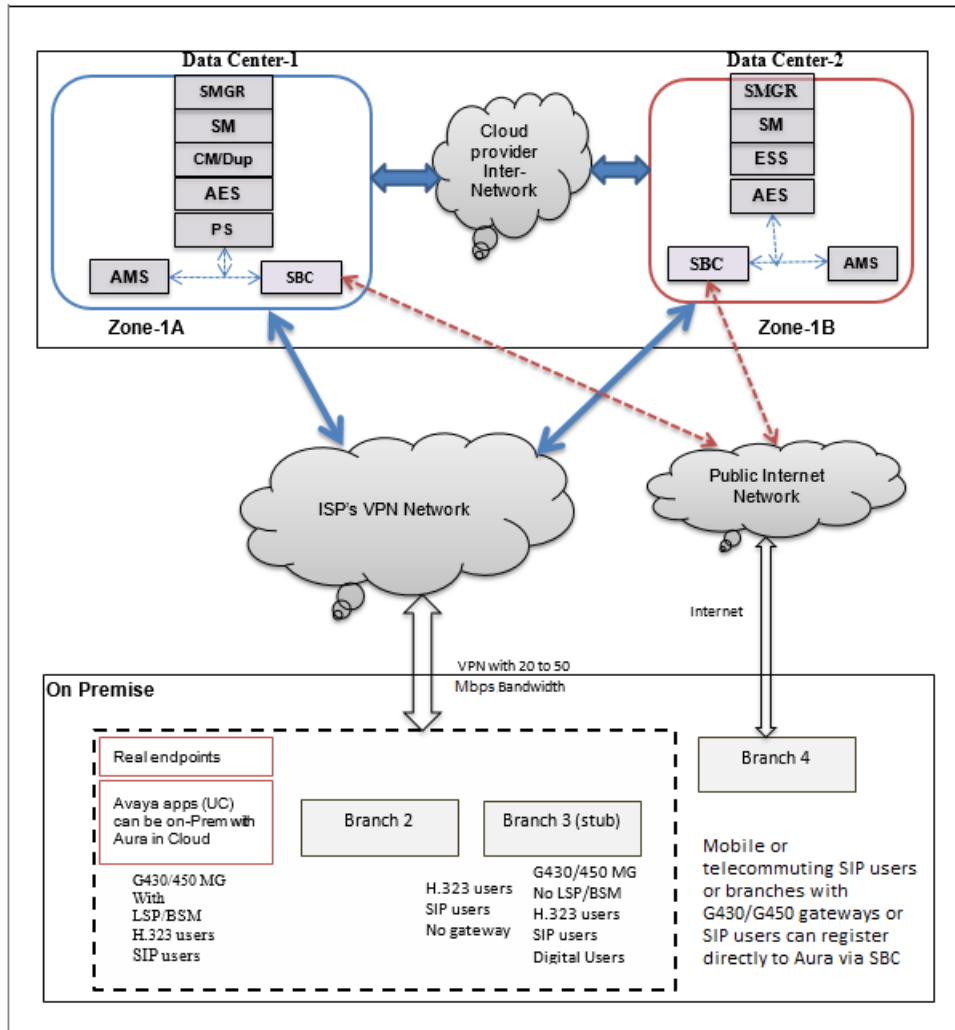 Data Center-1
SMGR
SM
CM/Dup
AES
PS
AMS
SBC
Zone-1A
Cloud
provider
Inter-
Network
Data Center-2
SMGR
SM
ESS
AES
SBC
AMS
Zone-1B
ISP's VPN Network
Public Internet
Network
Internet
VPN with 20 to 50
Mbps Bandwidth
On Premise
Real endpoints
Avaya apps (UC)
can be on-Prem with
Aura in Cloud
G430/450 MG
With
LSP/BSM
H.323 users
SIP users
Branch 2
H.323 users
SIP users
No gateway
Branch 3 (stub)
G430/450 MG
No LSP/BSM
H.323 users
SIP users
Digital Users
Branch 4
Mobile or
telecommuting SIP users
or branches with
G430/G450 gateways or
SIP users can register
directly to Aura via SBC